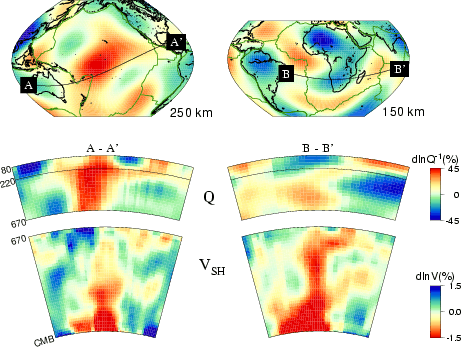 A
A'
250 km
B
B'
150 km
A - A'
B - B'
80
220
670
Q
670
CMB
V_SH
dlnQ⁻¹(%)
45
0
-45
dlnV(%)
1.5
0.0
-1.5